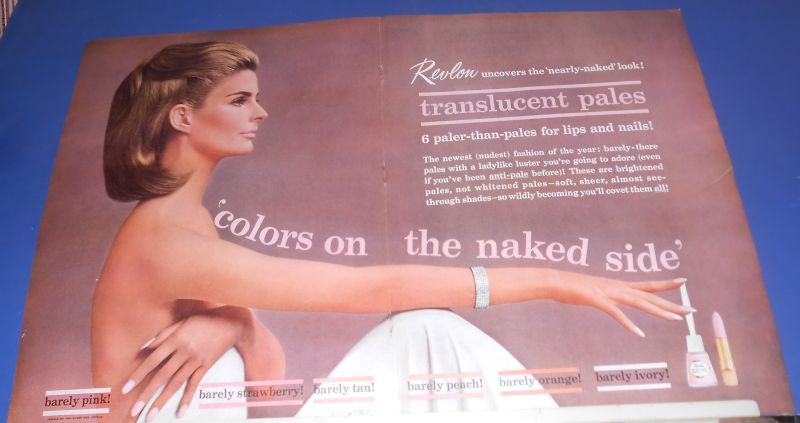 Revlon uncovers the 'nearly-naked' look!
translucent pales
6 paler-than-pales for lips and nails!
The newest (nudest) fashion of the year: barely-there
pales with a ladylike luster you're going to adore (even
if you've been anti-pale before)! These are brightened
pales, not whitened pales—soft, sheer, almost see-
through shades—so wildly becoming you'll covet them all!
'colors on the naked side'
barely pink! barely strawberry! barely tan! barely peach! barely orange! barely ivory!